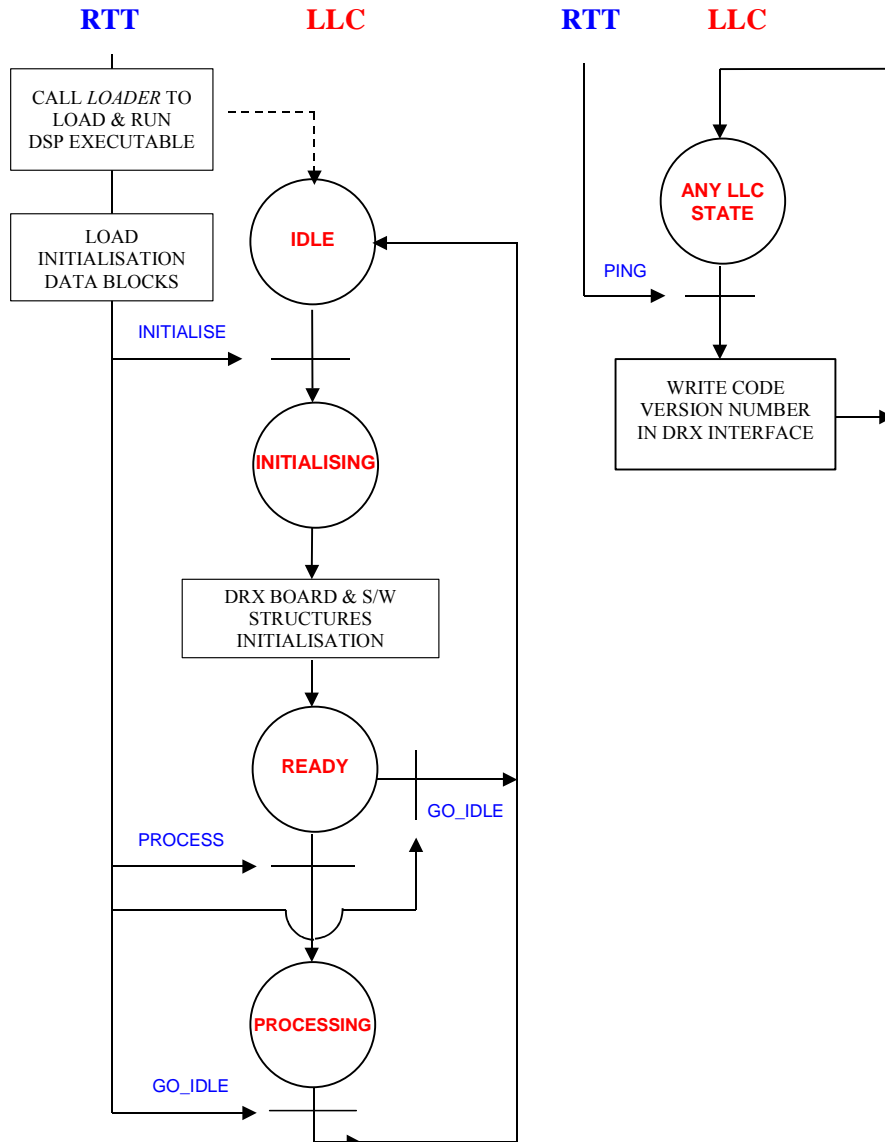 RTT
LLC
RTT
LLC
CALL LOADER TO
LOAD & RUN
DSP EXECUTABLE
LOAD
INITIALISATION
DATA BLOCKS
IDLE
INITIALISE
INITIALISING
DRX BOARD & S/W
STRUCTURES
INITIALISATION
READY
GO_IDLE
PROCESS
PROCESSING
GO_IDLE
ANY LLC
STATE
PING
WRITE CODE
VERSION NUMBER
IN DRX INTERFACE